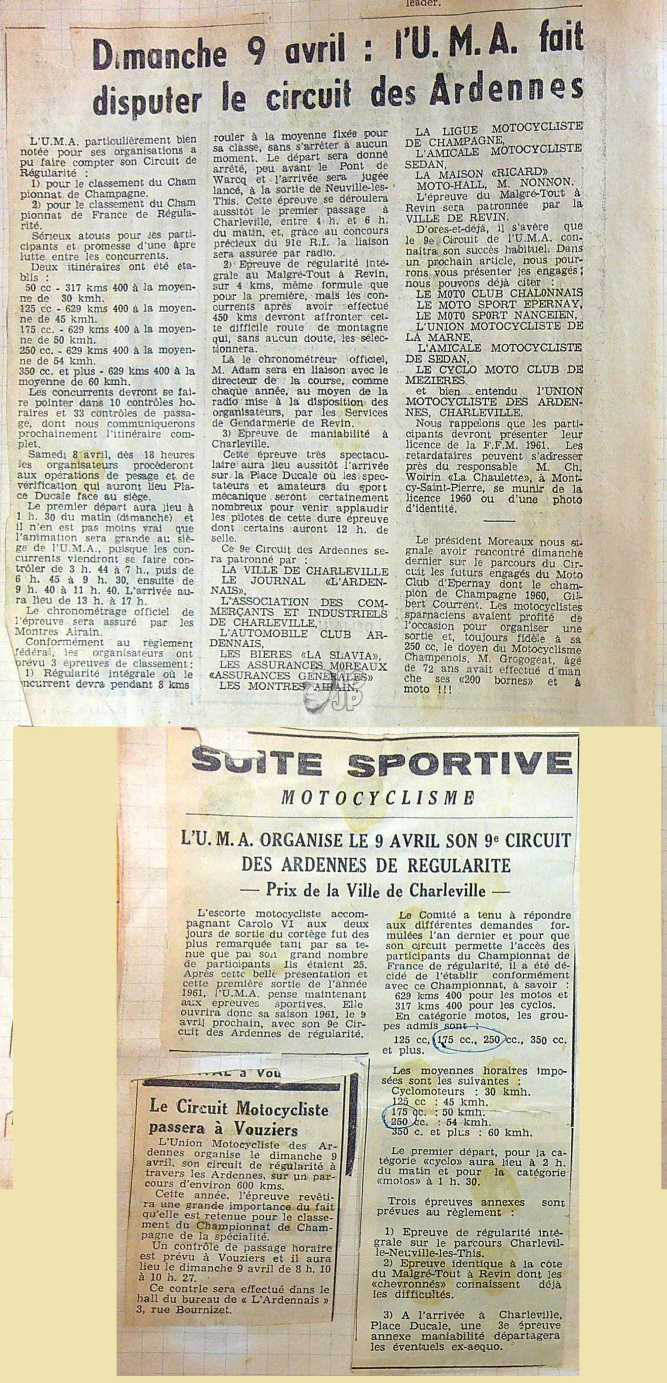 leader.
Dimanche 9 avril : l'U. M. A. fait
disputer le circuit des Ardennes
L'U.M.A. particulièrement bien
notée pour ses organisations a
pu faire compter son Circuit de
Régularité :
1) pour le classement du Cham
pionnat de Champagne.
2) pour le classement du Cham
pionnat de France de Régula-
rité.
Sérieux atouts pour les parti-
cipants et promesse d'une âpre
lutte entre les concurrents.
Deux itinéraires ont été éta-
blis :
50 cc - 317 kms 400 à la moyen-
ne de 30 kmh.
125 cc - 629 kms 400 à la moyen-
ne de 45 kmh.
175 cc. - 629 kms 400 à la moyen-
ne de 50 kmh.
250 cc. - 629 kms 400 à la moyen-
ne de 54 kmh.
350 cc. et plus - 629 kms 400 à la
moyenne de 60 kmh.
Les concurrents devront se fai-
re pointer dans 10 contrôles ho-
raires et 33 contrôles de passa-
ge, dont nous communiquerons
prochainement l'itinéraire com-
plet.
Samedi 8 avril, dès 18 heures
les organisateurs procéderont
aux opérations de pesage et de
vérification qui auront lieu Pla-
ce Ducale face au siège.
Le premier départ aura lieu à
1 h. 30 du matin (dimanche) et
il n'en est pas moins vrai que
l'animation sera grande au siè-
ge de l'U.M.A., puisque les con-
currents viendront se faire con-
trôler de 3 h. 44 à 7 h., puis de
6 h. 45 à 9 h. 30, ensuite de
9 h. 40 à 11 h. 40. L'arrivée au-
ra lieu de 13 h. à 17 h.
Le chronométrage officiel de
l'épreuve sera assuré par les
Montres Airain.
Conformément au règlement
fédéral, les organisateurs ont
prévu 3 épreuves de classement :
1) Régularité intégrale où le
ncurrent devra pendant 8 kms
rouler à la moyenne fixée pour
sa classe, sans s'arrêter à aucun
moment. Le départ sera donné
arrêté, peu avant le Pont de
Warcq et l'arrivée sera jugée
lancé, à la sortie de Neuville-les-
This. Cette épreuve se déroulera
aussitôt le premier passage à
Charleville, entre 4 h. et 6 h.
du matin, et, grâce au concours
précieux du 91e R.I. la liaison
sera assurée par radio.
2) Epreuve de régularité inté-
grale au Malgré-Tout à Revin,
sur 4 kms, même formule que
pour la première, mais les con-
currents après avoir effectué
450 kms devront affronter cet-
te difficile route de montagne
qui, sans aucun doute, les sélec-
tionnera.
Là le chronométreur officiel,
M. Adam sera en liaison avec le
directeur de la course, comme
chaque année, au moyen de la
radio mise à la disposition des
organisateurs, par les Services
de Gendarmerie de Revin.
3) Epreuve de maniabilité à
Charleville.
Cette épreuve très spectacu-
laire aura lieu aussitôt l'arrivée
sur la Place Ducale où les spec-
tateurs et amateurs du sport
mécanique seront certainement
nombreux pour venir applaudir
les pilotes de cette dure épreuve
dont certains auront 12 h. de
selle.
Ce 9e Circuit des Ardennes se-
ra patronné par :
LA VILLE DE CHARLEVILLE
LE JOURNAL «L'ARDEN-
NAIS»,
L'ASSOCIATION DES COM-
MERÇANTS ET INDUSTRIELS
DE CHARLEVILLE,
L'AUTOMOBILE CLUB AR-
DENNAIS,
LES BIERES «LA SLAVIA»,
LES ASSURANCES MOREAUX
«ASSURANCES GENERALES»
LES MONTRES AIRAIN,
LA LIGUE MOTOCYCLISTE
DE CHAMPAGNE,
L'AMICALE MOTOCYCLISTE
SEDAN,
LA MAISON «RICARD»
MOTO-HALL, M. NONNON.
L'épreuve du Malgré-Tout à
Revin sera patronnée par la
VILLE DE REVIN.
D'ores-et-déjà, il s'avère que
le 9e Circuit de l'U.M.A. con-
naîtra son succès habituel. Dans
un prochain article, nous pour-
rons vous présenter les engagés ;
nous pouvons déjà citer :
LE MOTO CLUB CHALONNAIS
LE MOTO SPORT EPERNAY,
LE MOTO SPORT NANCEIEN,
L'UNION MOTOCYCLISTE DE
LA MARNE,
L'AMICALE MOTOCYCLISTE
DE SEDAN,
LE CYCLO MOTO CLUB DE
MEZIERES
et bien entendu l'UNION
MOTOCYCLISTE DES ARDEN-
NES, CHARLEVILLE.
Nous rappelons que les parti-
cipants devront présenter leur
licence de la F.F.M. 1961. Les
retardataires peuvent s'adresser
près du responsable M. Ch.
Woirin «La Chaulette», à Mont-
cy-Saint-Pierre, se munir de la
licence 1960 ou d'une photo
d'identité.
Le président Moreaux nous si-
gnale avoir rencontré dimanche
dernier sur le parcours du Cir-
cuit les futurs engagés du Moto
Club d'Epernay dont le cham-
pion de Champagne 1960, Gil-
bert Courrent. Les motocyclistes
sparnaciens avaient profité de
l'occasion pour organiser une
sortie et, toujours fidèle à sa
250 cc, le doyen du Motocyclisme
Champenois, M. Grogogeat, âgé
de 72 ans avait effectué d'man
che ses «200 bornes» et à
moto !!!
JP
SUITE SPORTIVE
MOTOCYCLISME
L'U. M. A. ORGANISE LE 9 AVRIL SON 9e CIRCUIT
DES ARDENNES DE REGULARITE
— Prix de la Ville de Charleville —
L'escorte motocycliste accom-
pagnant Carolo VI aux deux
jours de sortie du cortège fut des
plus remarquée tant par sa te-
nue que par son grand nombre
de participants Ils étaient 25.
Après cette belle présentation et
cette première sortie de l'année
1961, l'U.M.A. pense maintenant
aux epreuves sportives. Elle
ouvrira donc sa saison 1961, le 9
avril prochain, avec son 9e Cir-
cuit des Ardennes de régularité.
Le Comité a tenu à répondre
aux différentes demandes for-
mulées l'an dernier et pour que
son circuit permette l'accès des
participants du Championnat de
France de régularité, il a été dé-
cidé de l'établir conformément
avec ce Championnat, à savoir :
629 kms 400 pour les motos et
317 kms 400 pour les cyclos.
En catégorie motos, les grou-
pes admis sont :
125 cc, 175 cc., 250 cc., 350 cc.
et plus.
Les moyennes horaires impo-
sées sont les suivantes :
Cyclomoteurs : 30 kmh.
125 cc : 45 kmh.
175 cc. : 50 kmh.
250 cc. : 54 kmh.
350 c. et plus : 60 kmh.
Le premier départ, pour la ca-
tégorie «cyclo» aura lieu à 2 h.
du matin et pour la catégorie
«motos» à 1 h. 30.
Trois épreuves annexes sont
prévues au règlement :
1) Epreuve de régularité inté-
grale sur le parcours Charlevil-
le-Neuville-les-This.
2) Epreuve identique à la côte
du Malgré-Tout à Revin dont les
«chevronnés» connaissent déjà
les difficultés.
3) A l'arrivée à Charleville,
Place Ducale, une 3e épreuve
annexe maniabilité départagera
les éventuels ex-aequo.
à Vou
Le Circuit Motocycliste
passera à Vouziers
L'Union Motocycliste des Ar-
dennes organise le dimanche 9
avril, son circuit de régularité à
travers les Ardennes, sur un par-
cours d'environ 600 kms.
Cette année, l'épreuve revêti-
ra une grande importance du fait
qu'elle est retenue pour le classe-
ment du Championnat de Cham-
pagne de la spécialité.
Un contrôle de passage horaire
est prévu à Vouziers et il aura
lieu le dimanche 9 avril de 8 h. 10
à 10 h. 27.
Ce contrle sera effectué dans le
hall du bureau de « L'Ardennais »
3, rue Bournizet.